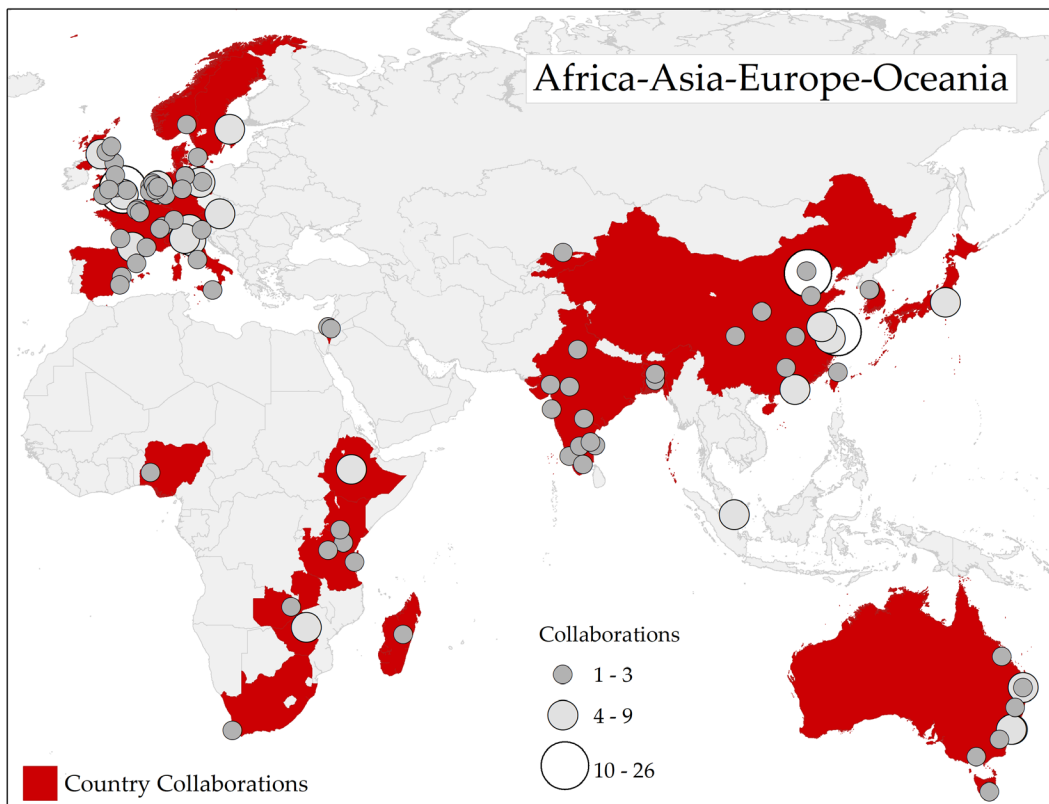 Africa-Asia-Europe-Oceania
Collaborations
1 - 3
4 - 9
10 - 26
Country Collaborations